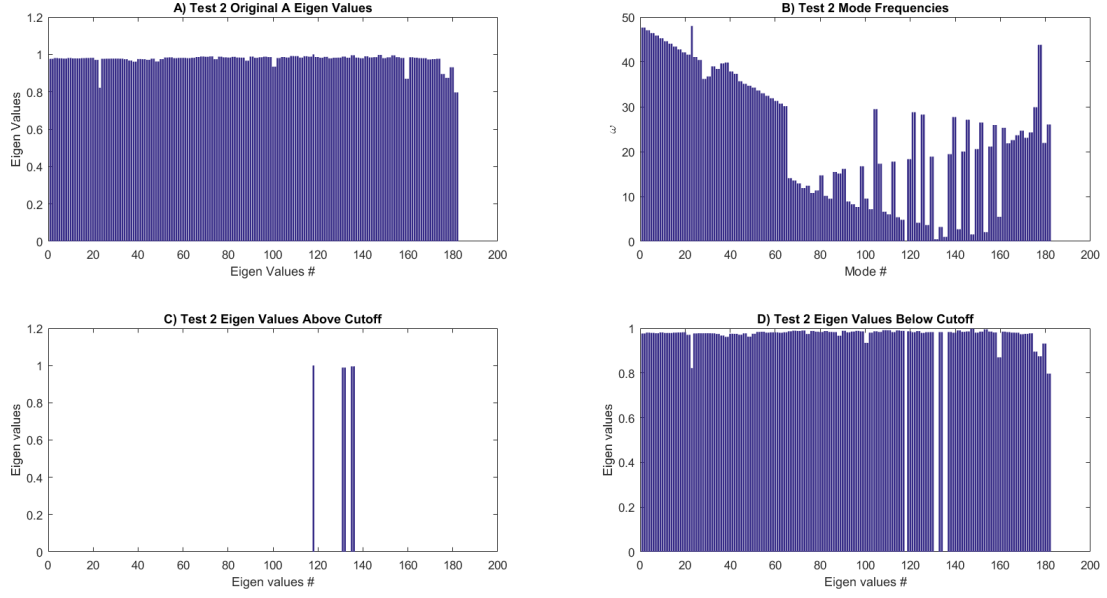 A) Test 2 Original A Eigen Values
1.2
1
0.8
0.6
0.4
0.2
0
Eigen Values
0 20 40 60 80 100 120 140 160 180 200
Eigen Values #
B) Test 2 Mode Frequencies
50
40
30
20
10
0
ω
0 20 40 60 80 100 120 140 160 180 200
Mode #
C) Test 2 Eigen Values Above Cutoff
1.2
1
0.8
0.6
0.4
0.2
0
Eigen values
0 20 40 60 80 100 120 140 160 180 200
Eigen values #
D) Test 2 Eigen Values Below Cutoff
1
0.8
0.6
0.4
0.2
0
Eigen values
0 20 40 60 80 100 120 140 160 180 200
Eigen values #